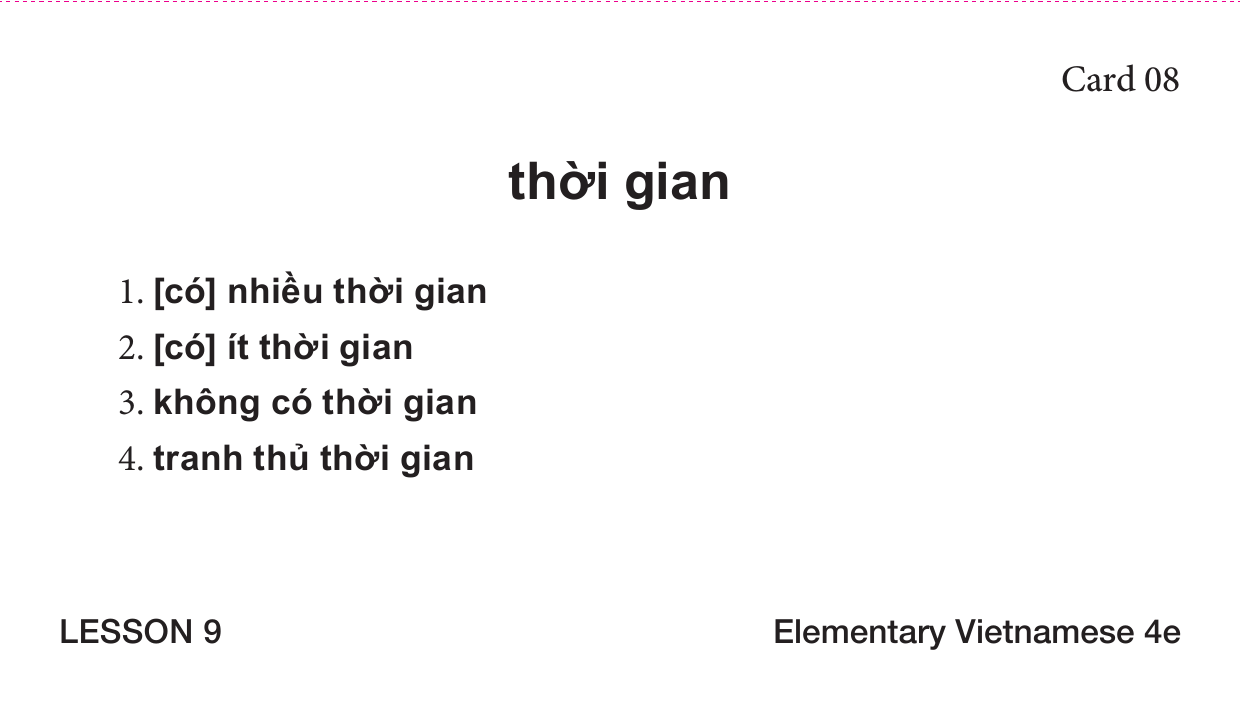 Card 08
thời gian
1. [có] nhiều thời gian
2. [có] ít thời gian
3. không có thời gian
4. tranh thủ thời gian
LESSON 9
Elementary Vietnamese 4e